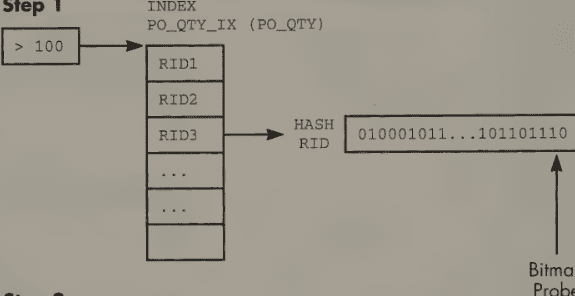 Step 1
INDEX
PO_QTY_IX (PO_QTY)
> 100
RID1
RID2
RID3
...
...
HASH
RID
010001011...101101110
Bitma
Probe